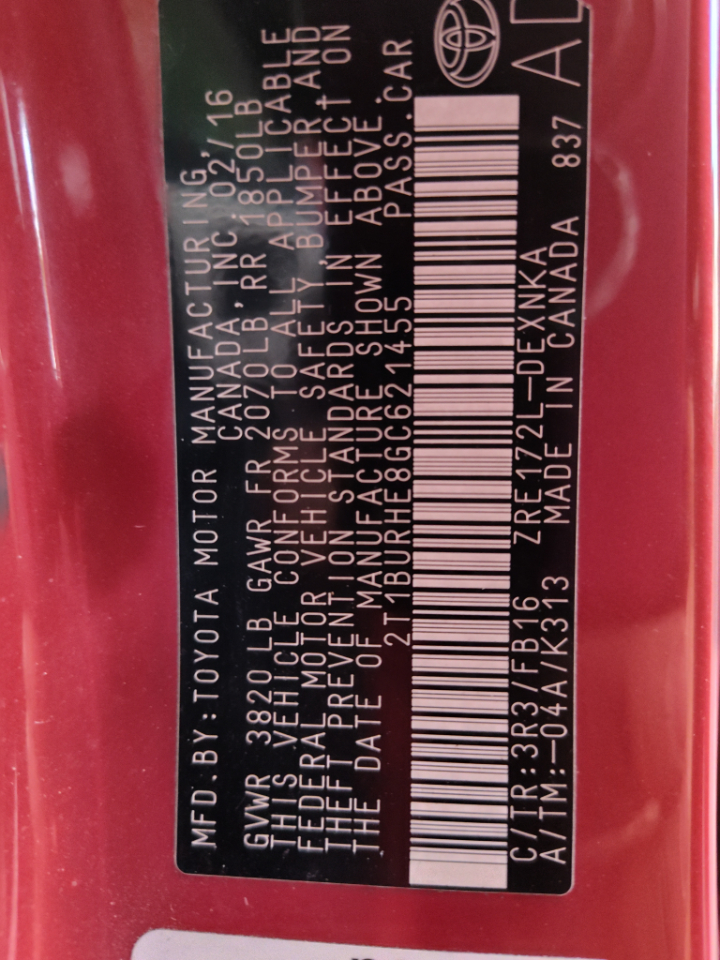 MFD.BY:TOYOTA MOTOR MANUFACTURING,
CANADA, INC. 02/16
GVWR 3820 LB GAWR FR 2070LB, RR 1850LB
THIS VEHICLE CONFORMS TO ALL APPLICABLE
FEDERAL MOTOR VEHICLE SAFETY, BUMPER AND
THEFT PREVENTION STANDARDS IN EFFECT ON
THE DATE OF MANUFACTURE SHOWN ABOVE.
2T1BURHE8GC621455 PASS.CAR
C/TR:3R3/FB16 ZRE172L-DEXNKA
A/TM:-04A/K313 MADE IN CANADA 837